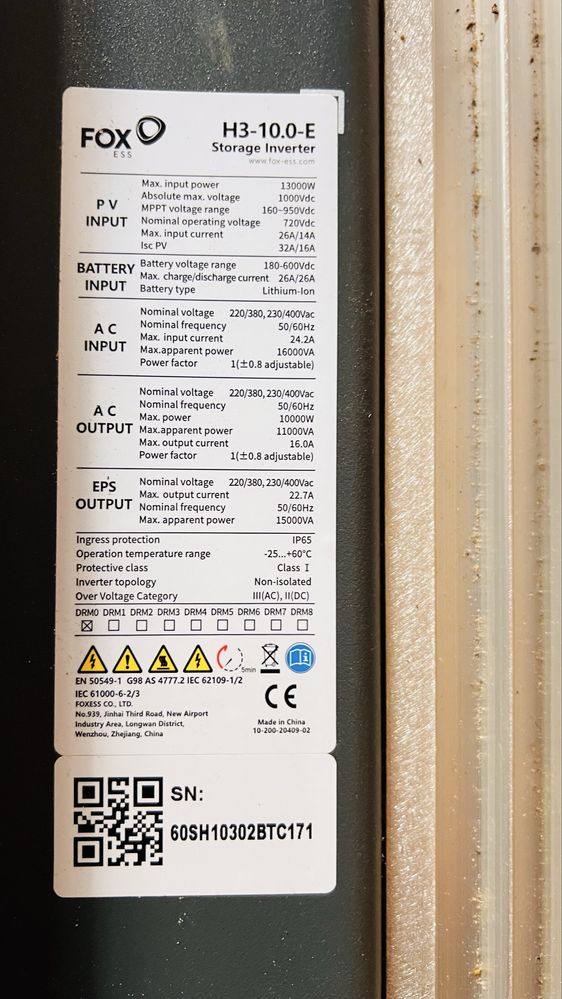 FOX
ESS
H3-10.0-E
Storage Inverter
www.fox-ess.com
PV INPUT
Max. input power 13000W
Absolute max. voltage 1000Vdc
MPPT voltage range 160~950Vdc
Nominal operating voltage 720Vdc
Max. input current 26A/14A
Isc PV 32A/16A
BATTERY INPUT
Battery voltage range 180-600Vdc
Max. charge/discharge current 26A/26A
Battery type Lithium-Ion
AC INPUT
Nominal voltage 220/380,230/400Vac
Nominal frequency 50/60Hz
Max. input current 24.2A
Max.apparent power 16000VA
Power factor 1(±0.8 adjustable)
AC OUTPUT
Nominal voltage 220/380,230/400Vac
Nominal frequency 50/60Hz
Max. power 10000W
Max.apparent power 11000VA
Max. output current 16.0A
Power factor 1(±0.8 adjustable)
EPS OUTPUT
Nominal voltage 220/380,230/400Vac
Max. output current 22.7A
Nominal frequency 50/60Hz
Max. apparent power 15000VA
Ingress protection IP65
Operation temperature range -25...+60°C
Protective class Class I
Inverter topology Non-isolated
Over Voltage Category III(AC), II(DC)
DRM0 DRM1 DRM2 DRM3 DRM4 DRM5 DRM6 DRM7 DRM8
5min
EN 50549-1 G98 AS 4777.2 IEC 62109-1/2
IEC 61000-6-2/3
FOXESS CO., LTD.
No.939, Jinhai Third Road, New Airport
Industry Area, Longwan District,
Wenzhou, Zhejiang, China
CE
Made in China
10-200-20409-02
SN:
60SH10302BTC171